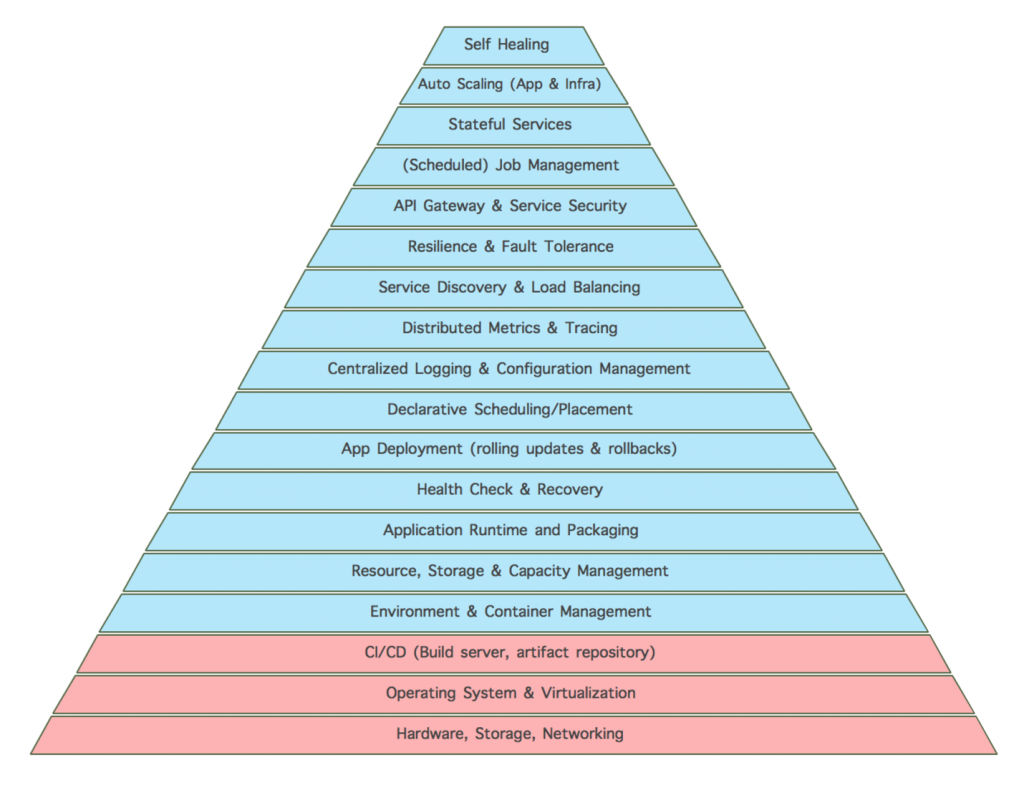 Self Healing
Auto Scaling (App & Infra)
Stateful Services
(Scheduled) Job Management
API Gateway & Service Security
Resilience & Fault Tolerance
Service Discovery & Load Balancing
Distributed Metrics & Tracing
Centralized Logging & Configuration Management
Declarative Scheduling/Placement
App Deployment (rolling updates & rollbacks)
Health Check & Recovery
Application Runtime and Packaging
Resource, Storage & Capacity Management
Environment & Container Management
CI/CD (Build server, artifact repository)
Operating System & Virtualization
Hardware, Storage, Networking